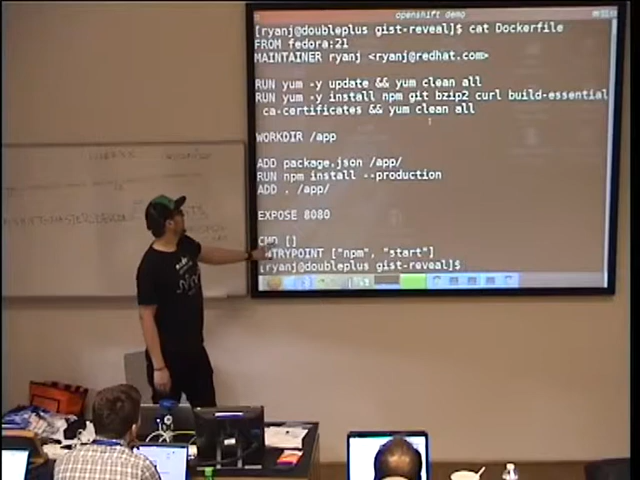 openshift demo
[ryanj@doubleplus gist-reveal]$ cat Dockerfile
FROM fedora:21
MAINTAINER ryanj <ryanj@redhat.com>
RUN yum -y update && yum clean all
RUN yum -y install npm git bzip2 curl build-essential
ca-certificates && yum clean all
WORKDIR /app
ADD package.json /app/
RUN npm install --production
ADD . /app/
EXPOSE 8080
CMD []
ENTRYPOINT ["npm", "start"]
[ryanj@doubleplus gist-reveal]$